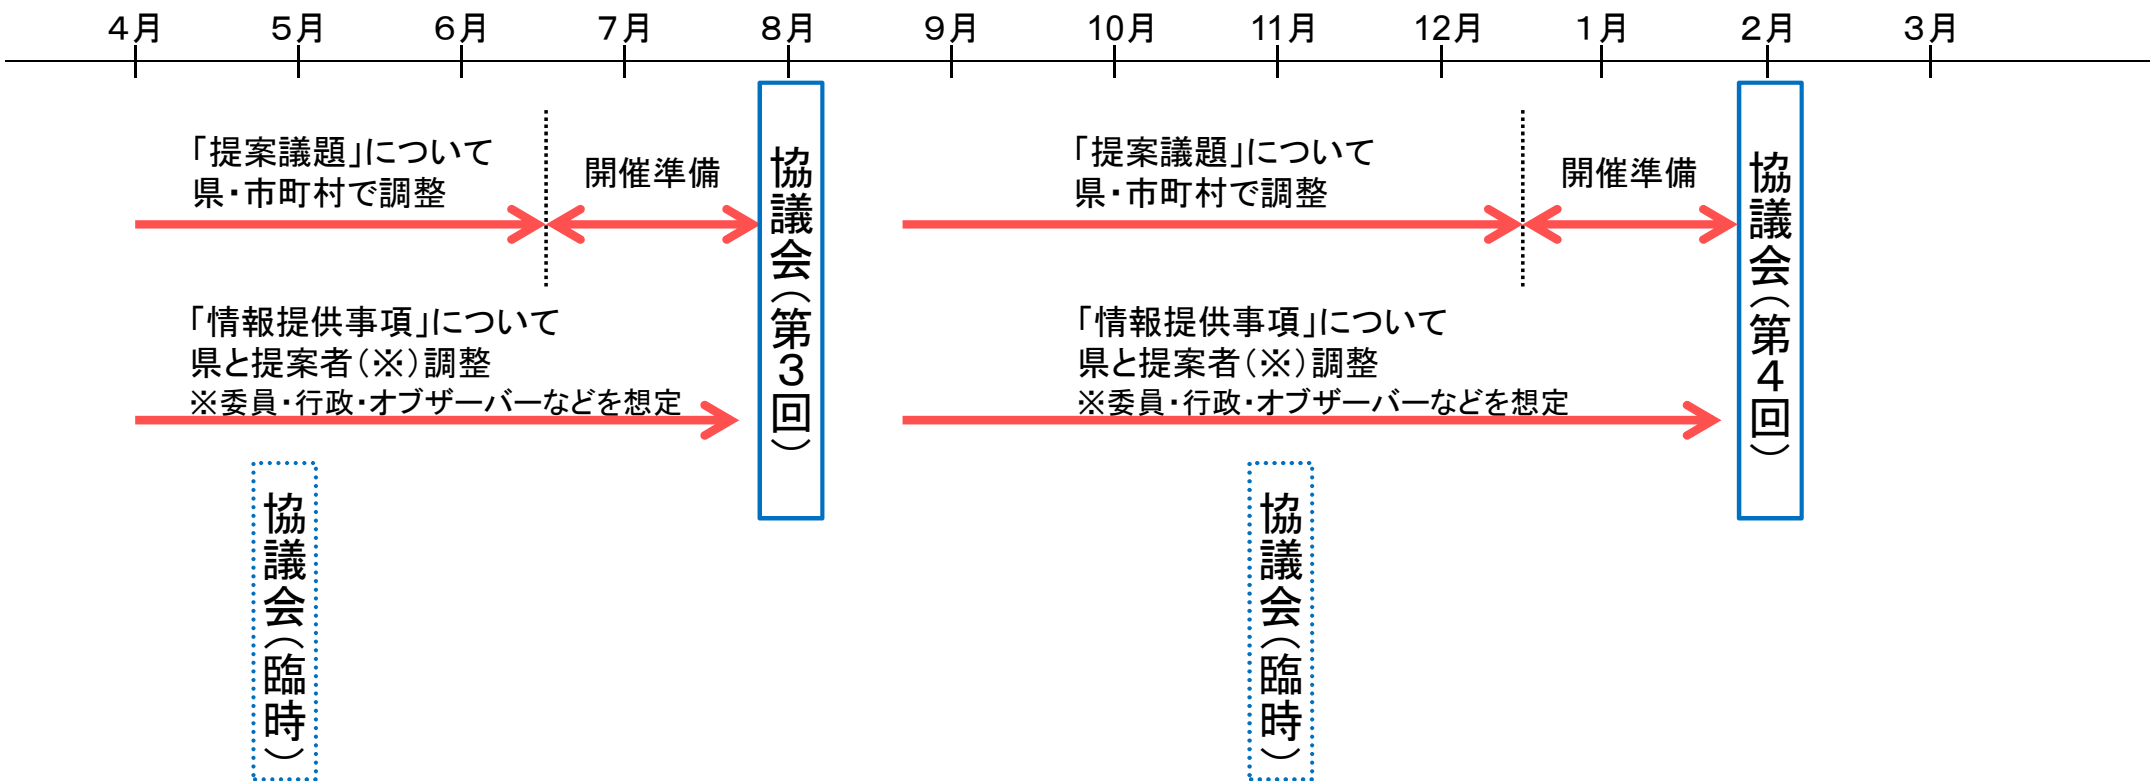 ４月
５月
６月
７月
８月
９月
10月
11月
12月
１月
２月
３月
「提案議題」について
県・市町村で調整
開催準備
協議会（第３回）
「提案議題」について
県・市町村で調整
開催準備
協議会（第４回）
「情報提供事項」について
県と提案者（※）調整
※委員・行政・オブザーバーなどを想定
「情報提供事項」について
県と提案者（※）調整
※委員・行政・オブザーバーなどを想定
協議会（臨時）
協議会（臨時）